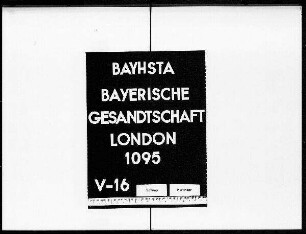 BAYHSTA
BAYERISCHE
GESANDTSCHAFT
LONDON
1095
V-16